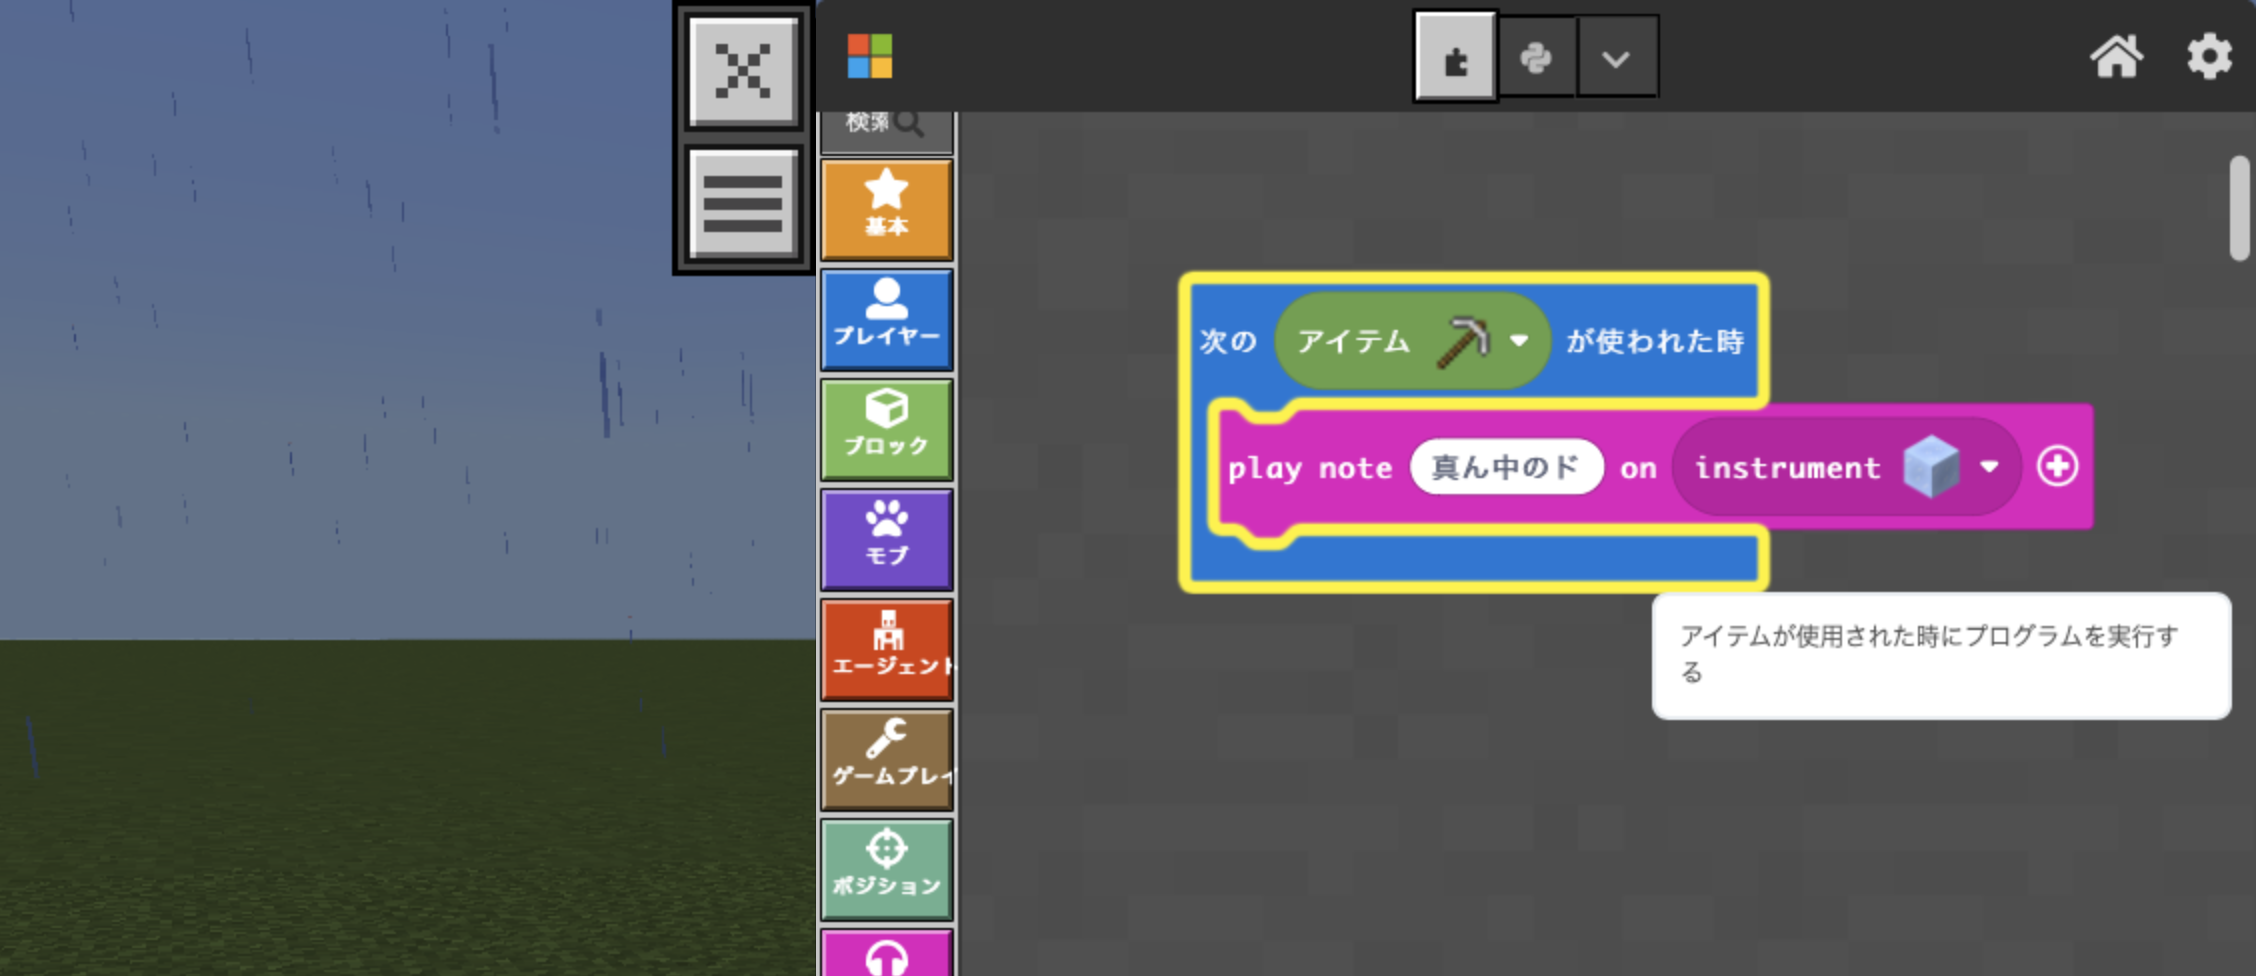 検索
基本
プレイヤー
ブロック
モブ
エージェント
ゲームプレイ
ポジション
次の アイテム が使われた時
play note 真ん中のド on instrument
アイテムが使用された時にプログラムを実行す
る